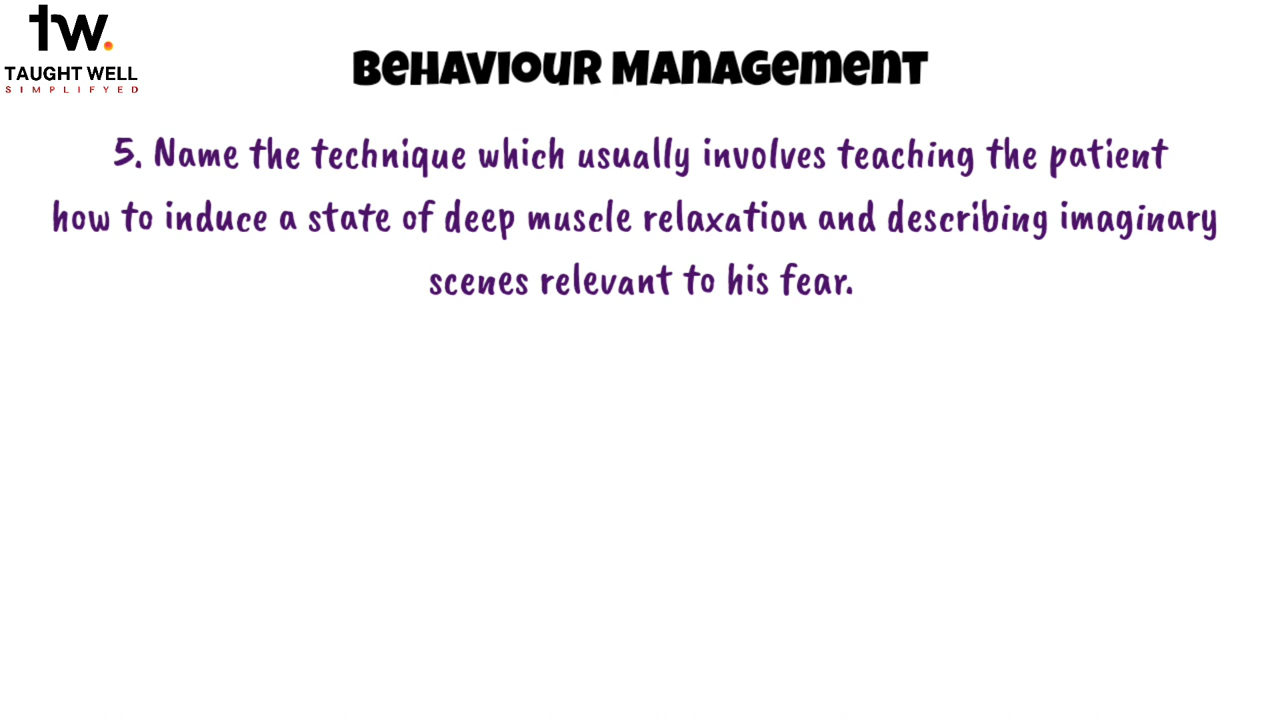 tw.
TAUGHT WELL
SIMPLIFYED
Behaviour Management
5. Name the technique which usually involves teaching the patient
how to induce a state of deep muscle relaxation and describing imaginary
scenes relevant to his fear.